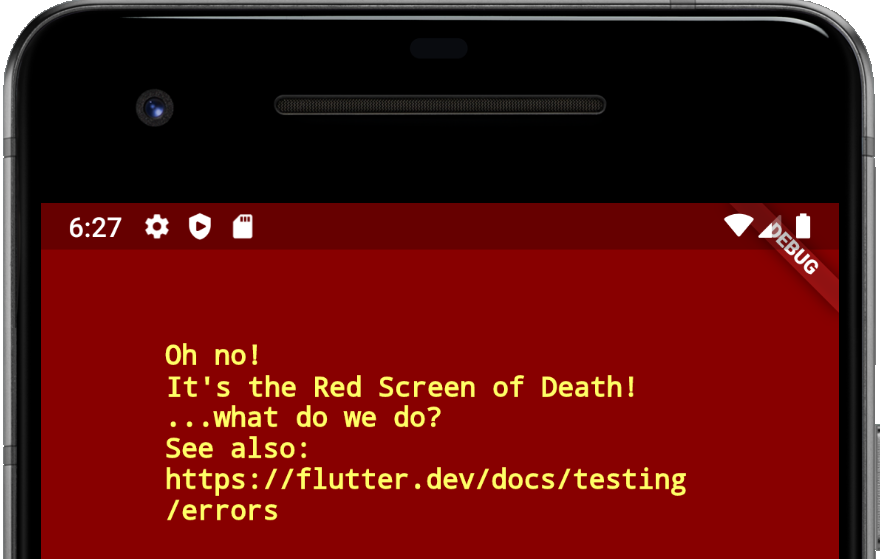 6:27
DEBUG
Oh no!
It's the Red Screen of Death!
...what do we do?
See also:
https://flutter.dev/docs/testing
/errors